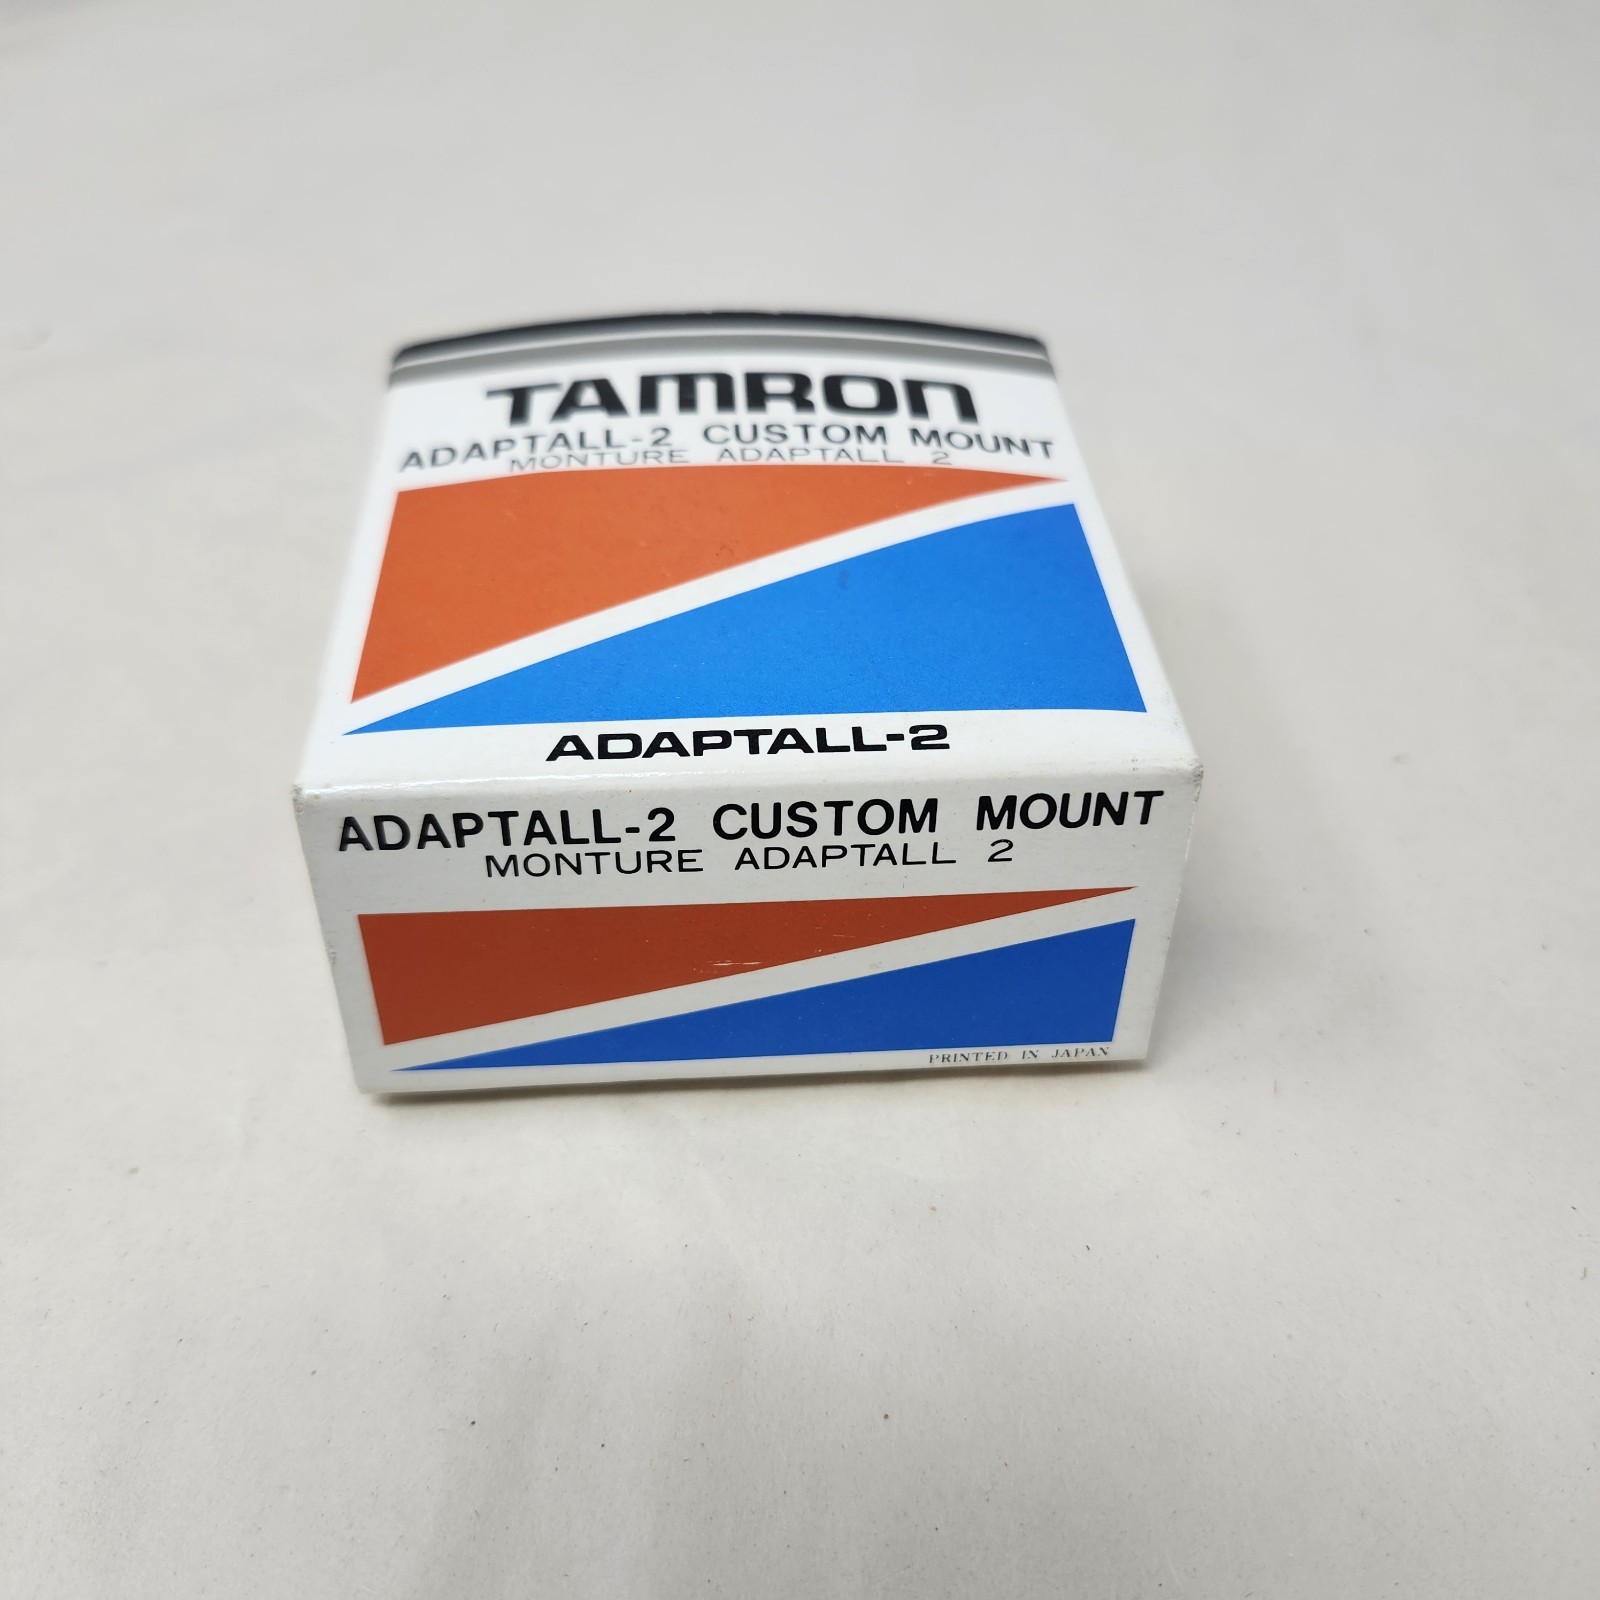 TAMRON
ADAPTALL-2 CUSTOM MOUNT
MONTURE ADAPTALL 2
ADAPTALL-2
ADAPTALL-2 CUSTOM MOUNT
MONTURE ADAPTALL 2
PRINTED IN JAPAN